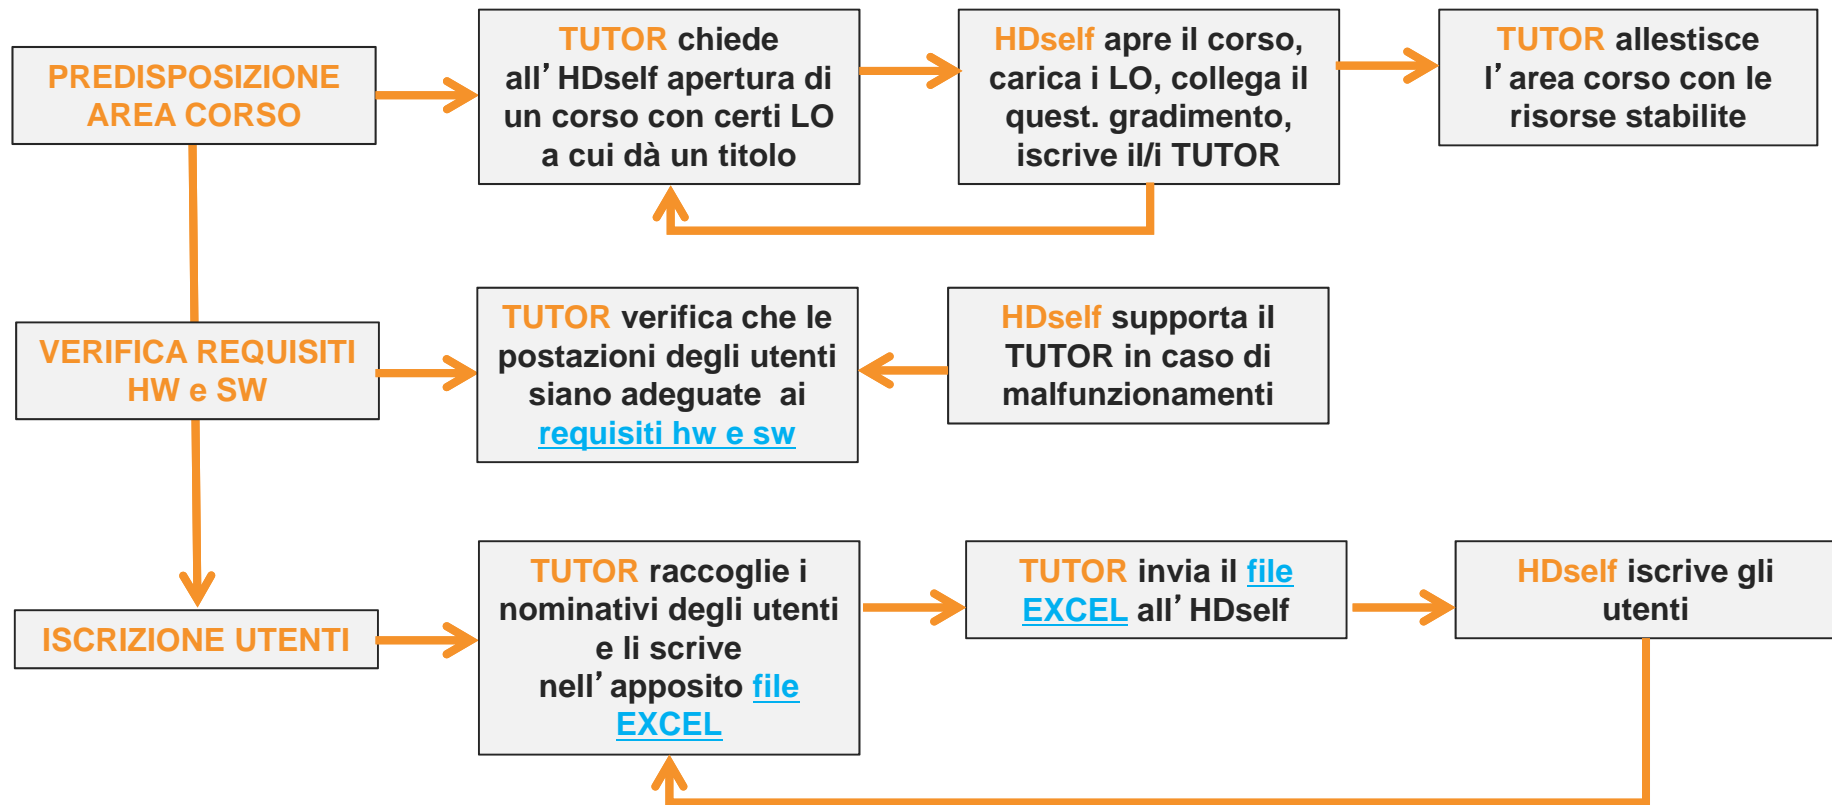 PREDISPOSIZIONE
AREA CORSO
TUTOR chiede
all’HDself apertura di
un corso con certi LO
a cui dà un titolo
HDself apre il corso,
carica i LO, collega il
quest. gradimento,
iscrive il/i TUTOR
TUTOR allestisce
l’area corso con le
risorse stabilite
VERIFICA REQUISITI
HW e SW
TUTOR verifica che le
postazioni degli utenti
siano adeguate ai
requisiti hw e sw
HDself supporta il
TUTOR in caso di
malfunzionamenti
ISCRIZIONE UTENTI
TUTOR raccoglie i
nominativi degli utenti
e li scrive
nell’apposito file
EXCEL
TUTOR invia il file
EXCEL all’HDself
HDself iscrive gli
utenti